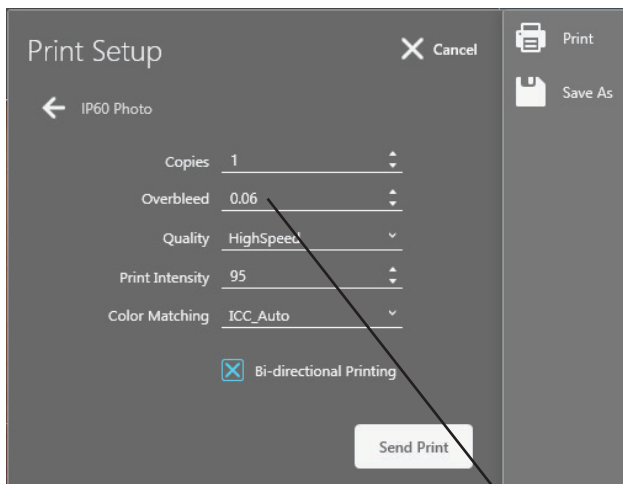 Print Setup
Cancel
Print
Save As
IP60 Photo
Copies 1
Overbleed 0.06
Quality HighSpeed
Print Intensity 95
Color Matching ICC_Auto
Bi-directional Printing
Send Print